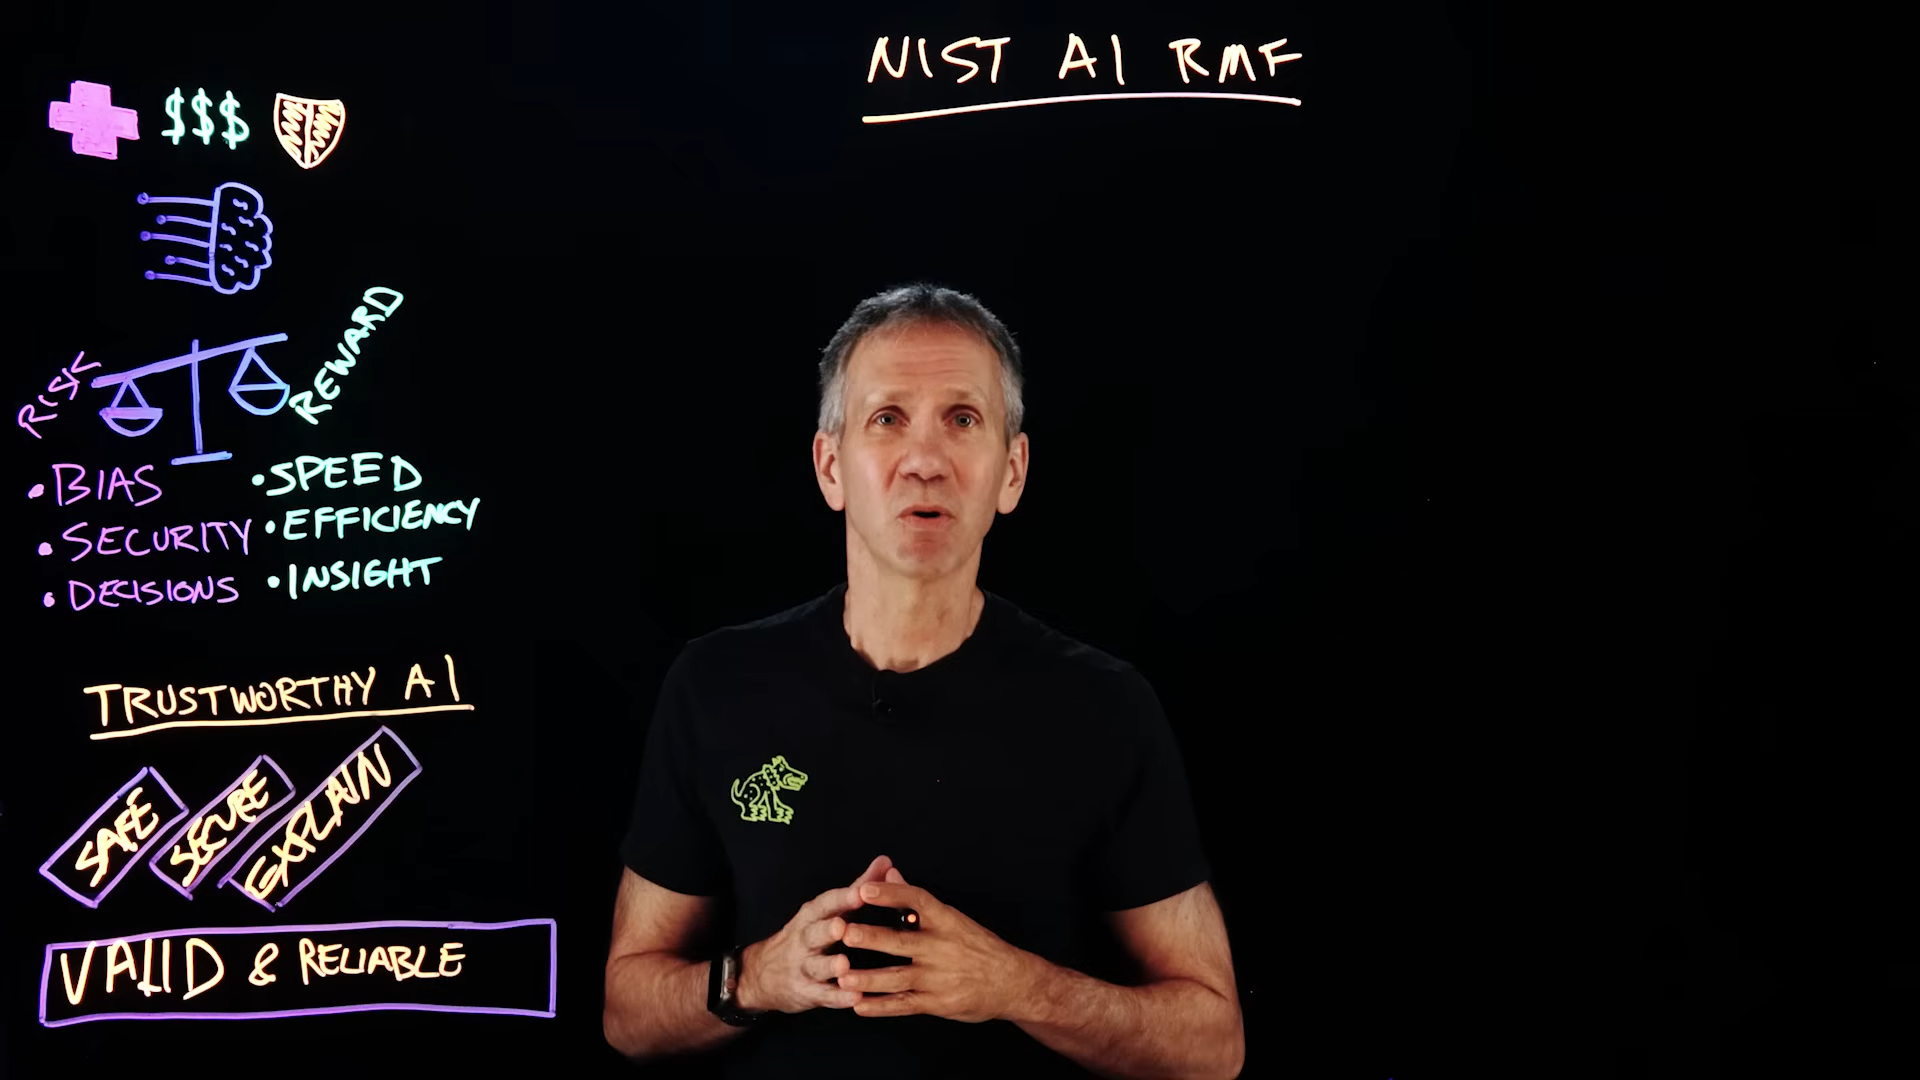 NIST AI RMF
$$$
RISK
REWARD
• BIAS
• SECURITY
• DECISIONS
• SPEED
• EFFICIENCY
• INSIGHT
TRUSTWORTHY AI
SAFE
SECURE
EXPLAIN
VALID & RELIABLE